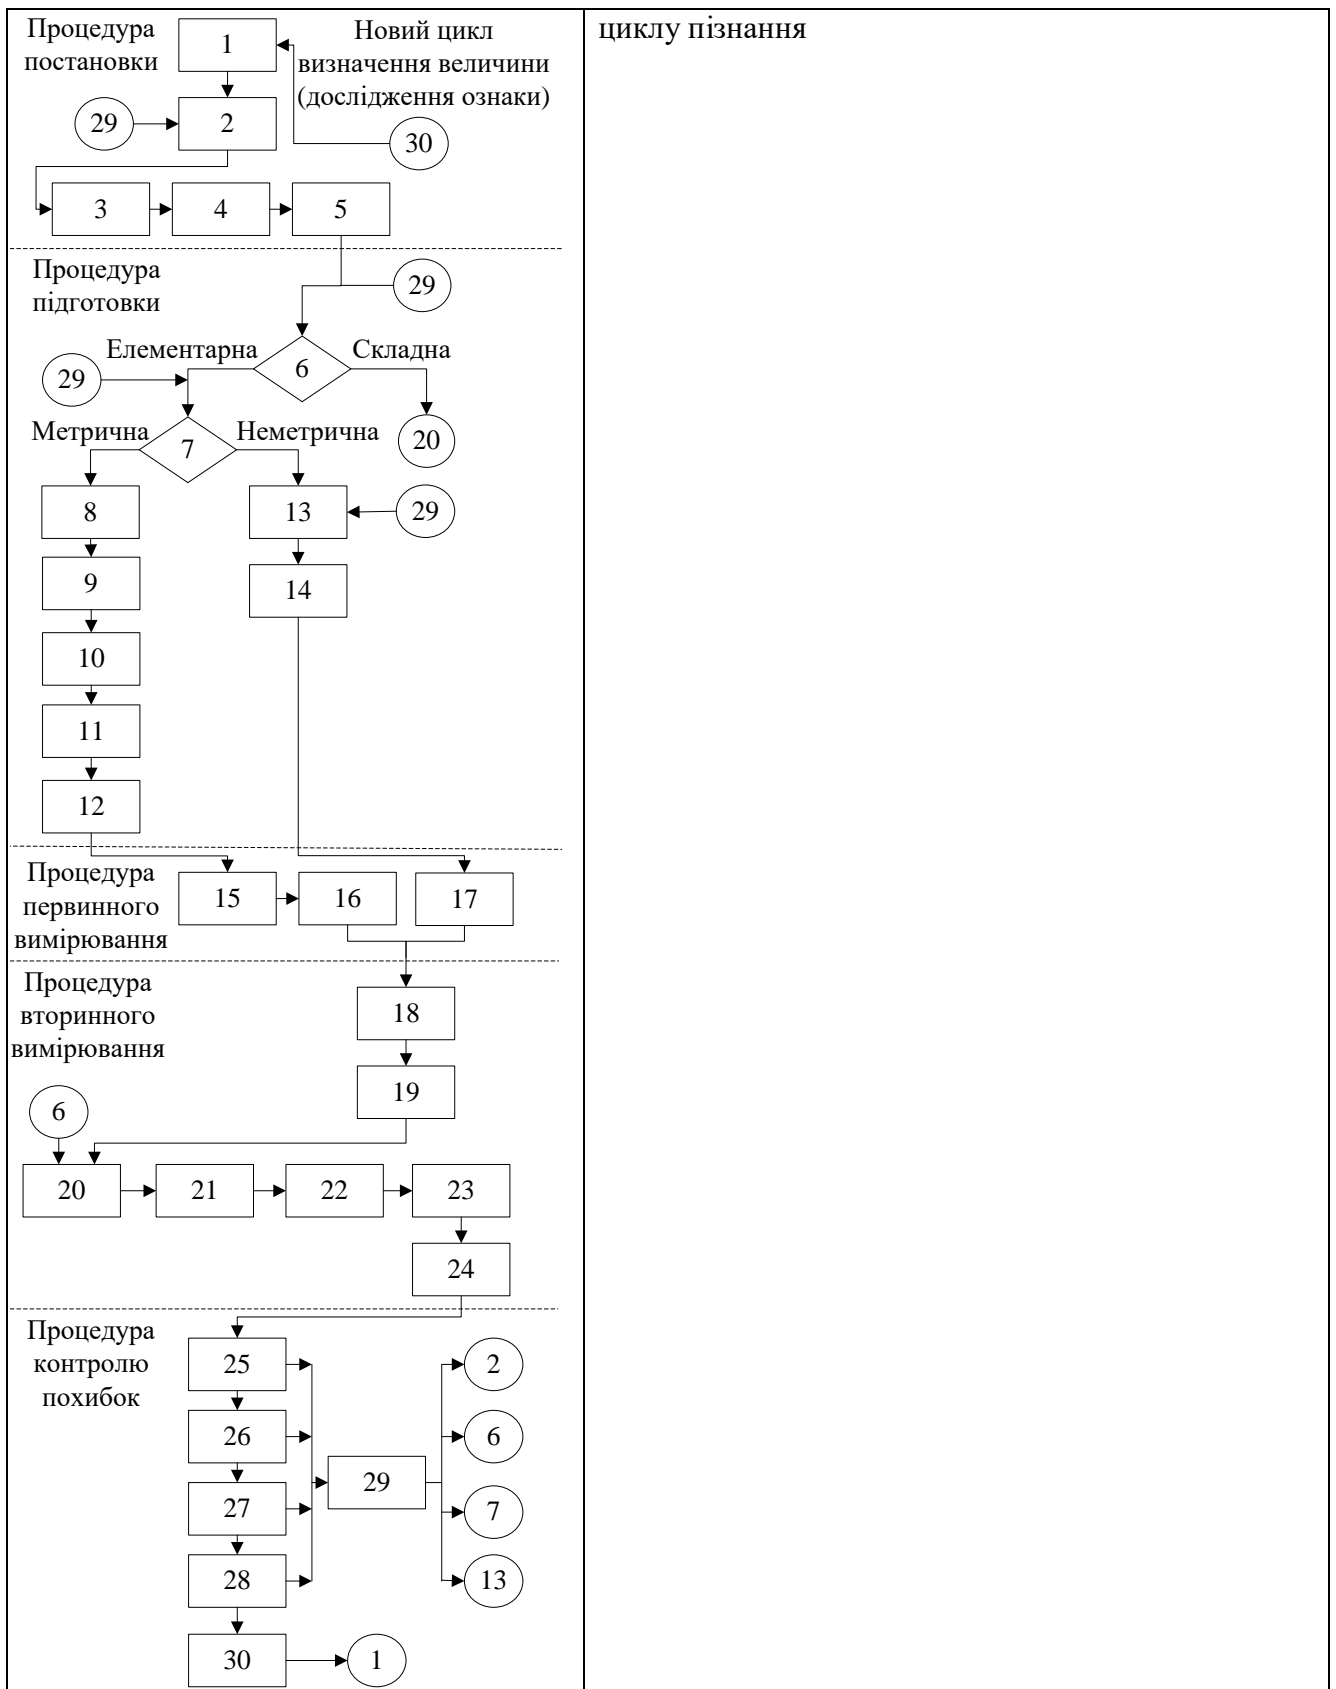 Процедура
постановки
1
Новий цикл
визначення величини
(дослідження ознаки)
циклу пізнання
29
2
30
3
4
5
Процедура
підготовки
29
Елементарна
Складна
6
29
Метрична
Неметрична
7
20
8
13
29
9
14
10
11
12
Процедура
первинного
вимірювання
15
16
17
Процедура
вторинного
вимірювання
18
19
6
20
21
22
23
24
Процедура
контролю
похибок
25
2
26
6
29
27
7
28
13
30
1